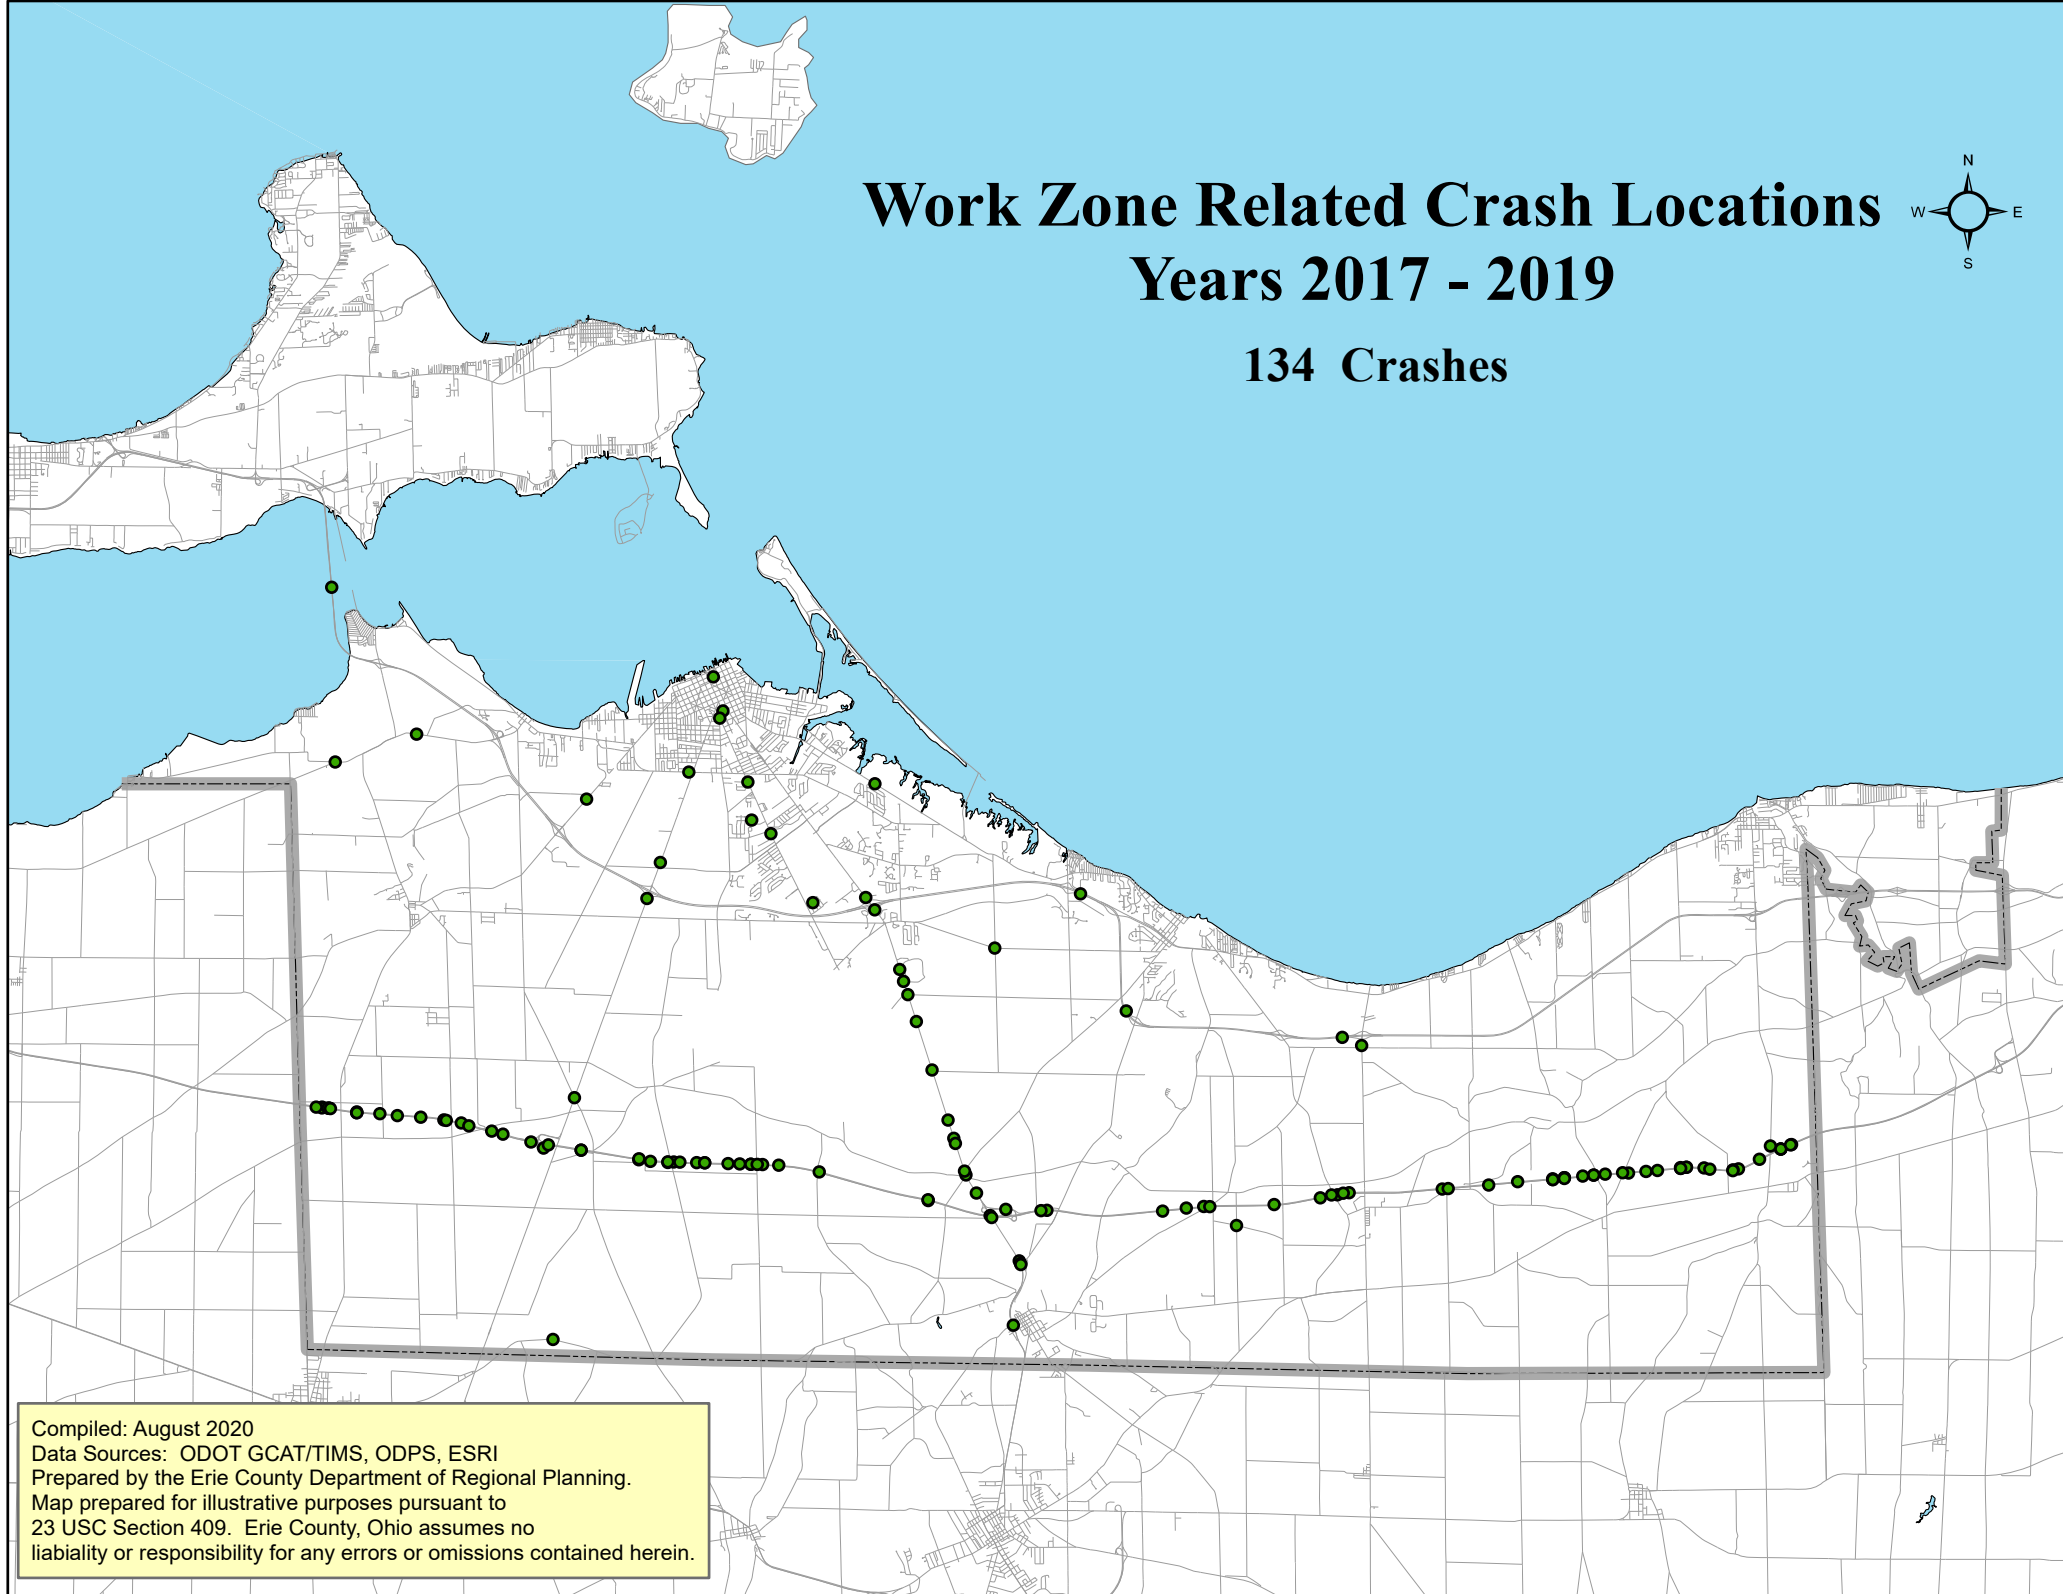 Work Zone Related Crash Locations
Years 2017 - 2019
134 Crashes
N
W E
S
Compiled: August 2020
Data Sources: ODOT GCAT/TIMS, ODPS, ESRI
Prepared by the Erie County Department of Regional Planning.
Map prepared for illustrative purposes pursuant to
23 USC Section 409. Erie County, Ohio assumes no
liabiality or responsibility for any errors or omissions contained herein.